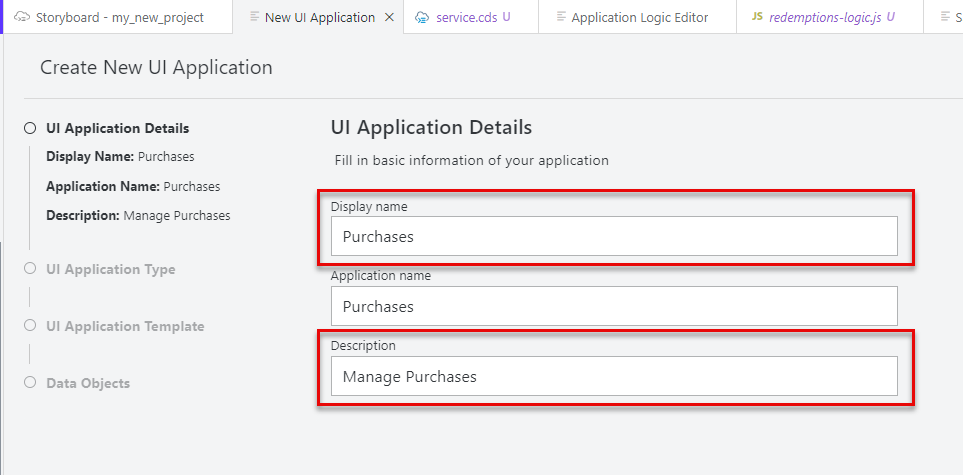 Storyboard - my_new_project
New UI Application
service.cds U
Application Logic Editor
JS redemptions-logic.js U
S
Create New UI Application
UI Application Details
Display Name: Purchases
Application Name: Purchases
Description: Manage Purchases
UI Application Type
UI Application Template
Data Objects
UI Application Details
Fill in basic information of your application
Display name
Purchases
Application name
Purchases
Description
Manage Purchases